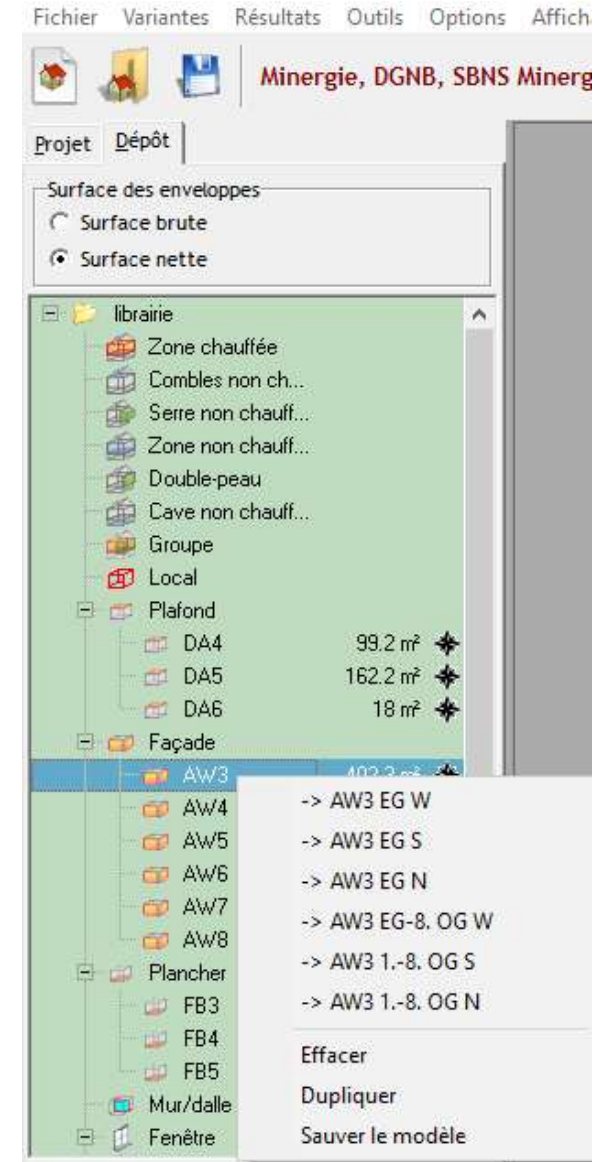 Fichier Variantes Résultats Outils Options Affich
Minergie, DGNB, SBNS Minerg
Projet Dépôt
Surface des enveloppes
Surface brute
Surface nette
librairie
Zone chauffée
Combles non ch...
Serre non chauff...
Zone non chauff...
Double-peau
Cave non chauff...
Groupe
Local
Plafond
DA4 99.2 m²
DA5 162.2 m²
DA6 18 m²
Façade
AW3
AW4
AW5
AW6
AW7
AW8
Plancher
FB3
FB4
FB5
Mur/dalle
Fenêtre
-> AW3 EG W
-> AW3 EG S
-> AW3 EG N
-> AW3 EG-8. OG W
-> AW3 1.-8. OG S
-> AW3 1.-8. OG N
Effacer
Dupliquer
Sauver le modèle